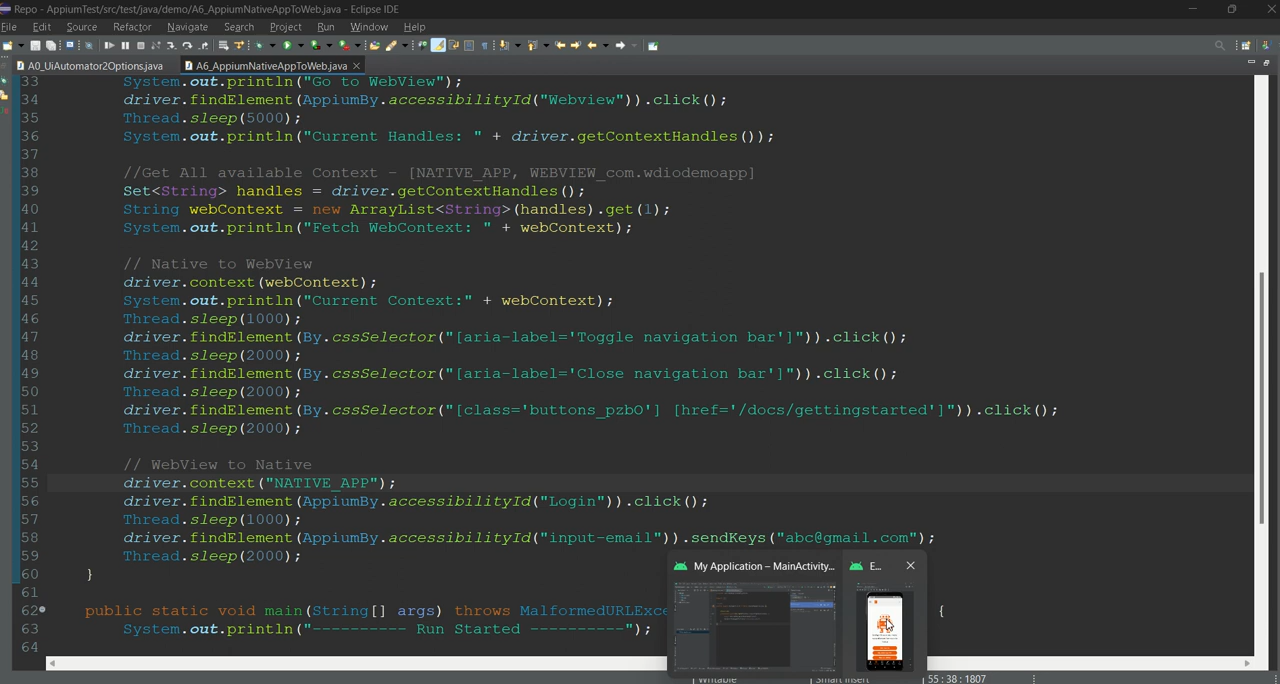 Repo - AppiumTest/src/test/java/demo/A6_AppiumNativeAppToWeb.java - Eclipse IDE
File Edit Source Refactor Navigate Search Project Run Window Help
A0_UiAutomator2Options.java A6_AppiumNativeAppToWeb.java
33 System.out.println("Go to WebView");
34 driver.findElement(AppiumBy.accessibilityId("Webview")).click();
35 Thread.sleep(5000);
36 System.out.println("Current Handles: " + driver.getContextHandles());
37
38 //Get All available Context - [NATIVE_APP, WEBVIEW_com.wdiodemoapp]
39 Set<String> handles = driver.getContextHandles();
40 String webContext = new ArrayList<String>(handles).get(1);
41 System.out.println("Fetch WebContext: " + webContext);
42
43 // Native to WebView
44 driver.context(webContext);
45 System.out.println("Current Context:" + webContext);
46 Thread.sleep(1000);
47 driver.findElement(By.cssSelector("[aria-label='Toggle navigation bar']")).click();
48 Thread.sleep(2000);
49 driver.findElement(By.cssSelector("[aria-label='Close navigation bar']")).click();
50 Thread.sleep(2000);
51 driver.findElement(By.cssSelector("[class='buttons_pzbO'] [href='/docs/gettingstarted']")).click();
52 Thread.sleep(2000);
53
54 // WebView to Native
55 driver.context("NATIVE_APP");
56 driver.findElement(AppiumBy.accessibilityId("Login")).click();
57 Thread.sleep(1000);
58 driver.findElement(AppiumBy.accessibilityId("input-email")).sendKeys("abc@gmail.com");
59 Thread.sleep(2000);
60 }
61
62 public static void main(String[] args) throws MalformedURLExce {
63 System.out.println("---------- Run Started ----------");
64
My Application – MainActivity... E...
Writable Smart Insert 55 : 38 : 1807